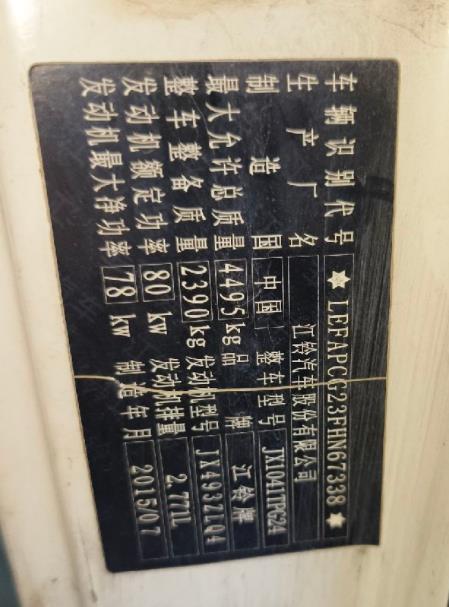 车辆识别代号 ★LEFAPCG23FHN67338★
生产厂名 江铃汽车股份有限公司
制造国 中国 整车型号 JX1041TPG24
最大允许总质量 4495kg 品牌 江铃牌
整车整备质量 2390kg 发动机型号 JX493ZLQ4
发动机额定功率 80kw 发动机排量 2.771L
发动机最大净功率 78kw 制造年月 2015/07